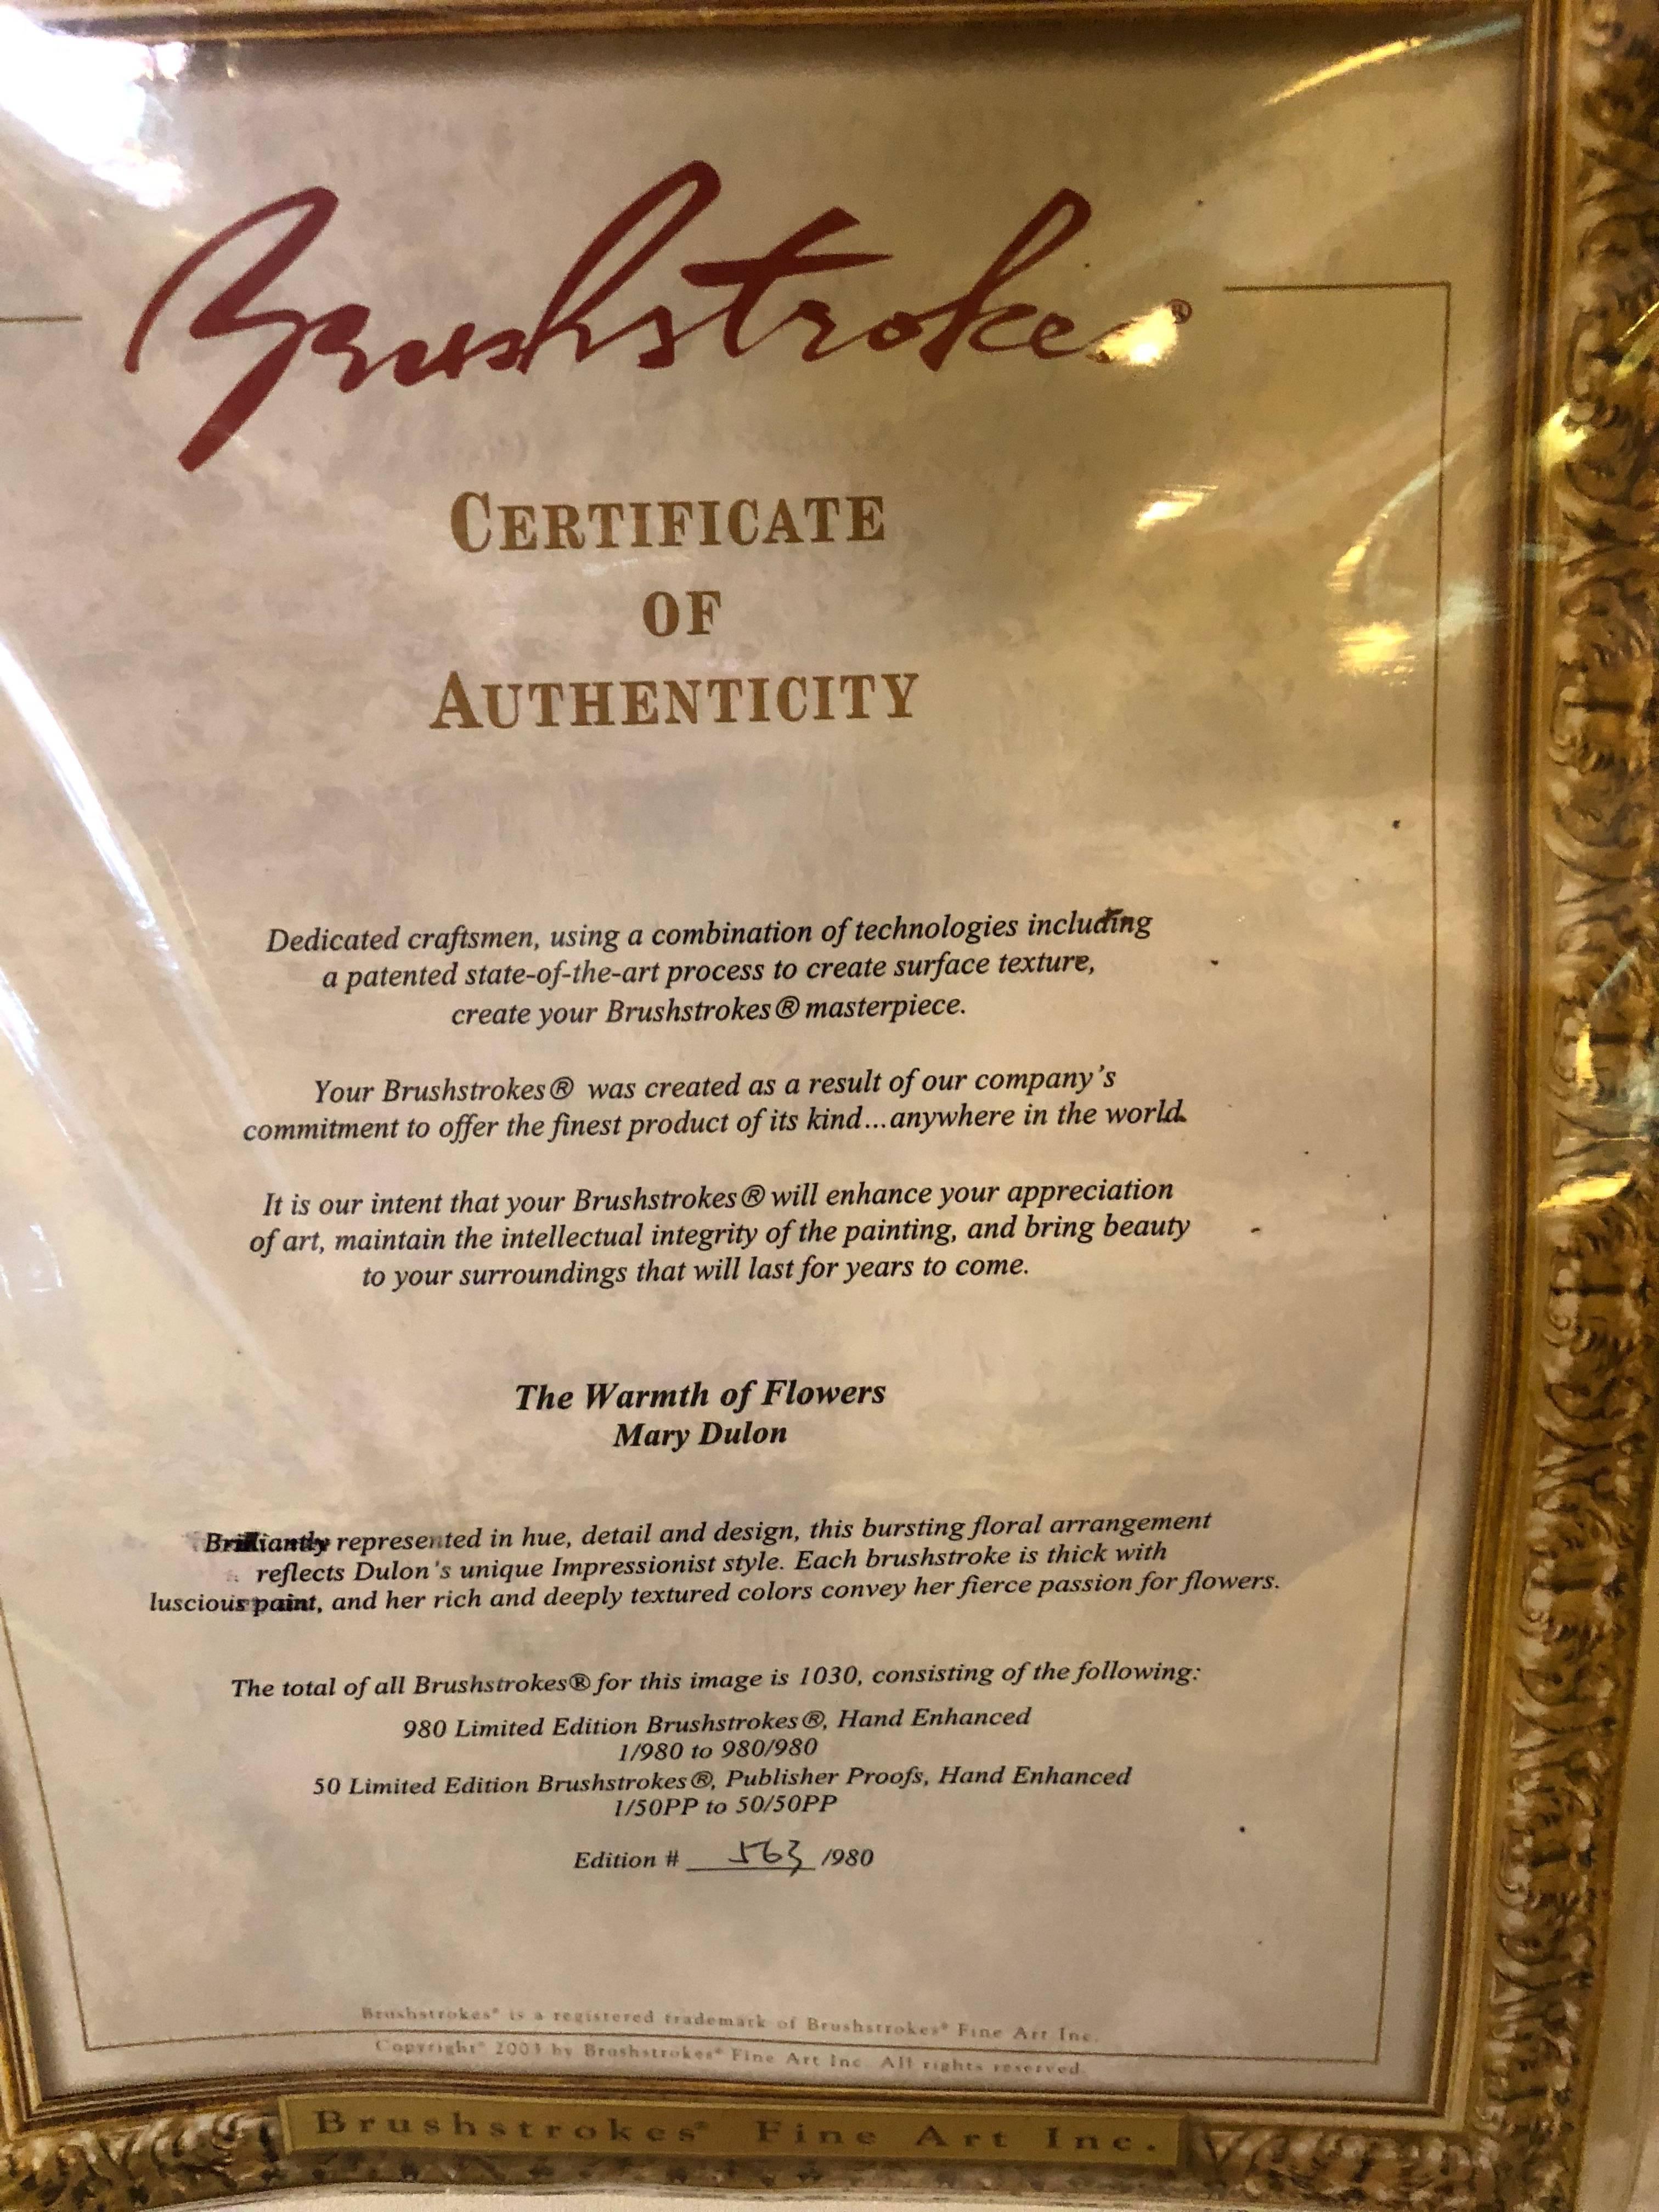 Brushstrokes®
CERTIFICATE
OF
AUTHENTICITY
Dedicated craftsmen, using a combination of technologies including
a patented state-of-the-art process to create surface texture,
create your Brushstrokes® masterpiece.
Your Brushstrokes® was created as a result of our company's
commitment to offer the finest product of its kind...anywhere in the world.
It is our intent that your Brushstrokes® will enhance your appreciation
of art, maintain the intellectual integrity of the painting, and bring beauty
to your surroundings that will last for years to come.
The Warmth of Flowers
Mary Dulon
Brilliantly represented in hue, detail and design, this bursting floral arrangement
reflects Dulon's unique Impressionist style. Each brushstroke is thick with
luscious paint, and her rich and deeply textured colors convey her fierce passion for flowers.
The total of all Brushstrokes® for this image is 1030, consisting of the following:
980 Limited Edition Brushstrokes®, Hand Enhanced
1/980 to 980/980
50 Limited Edition Brushstrokes®, Publisher Proofs, Hand Enhanced
1/50PP to 50/50PP
Edition # 563 /980
Brushstrokes® is a registered trademark of Brushstrokes® Fine Art Inc.
Copyright® 2003 by Brushstrokes® Fine Art Inc. All rights reserved.
Brushstrokes® Fine Art Inc.